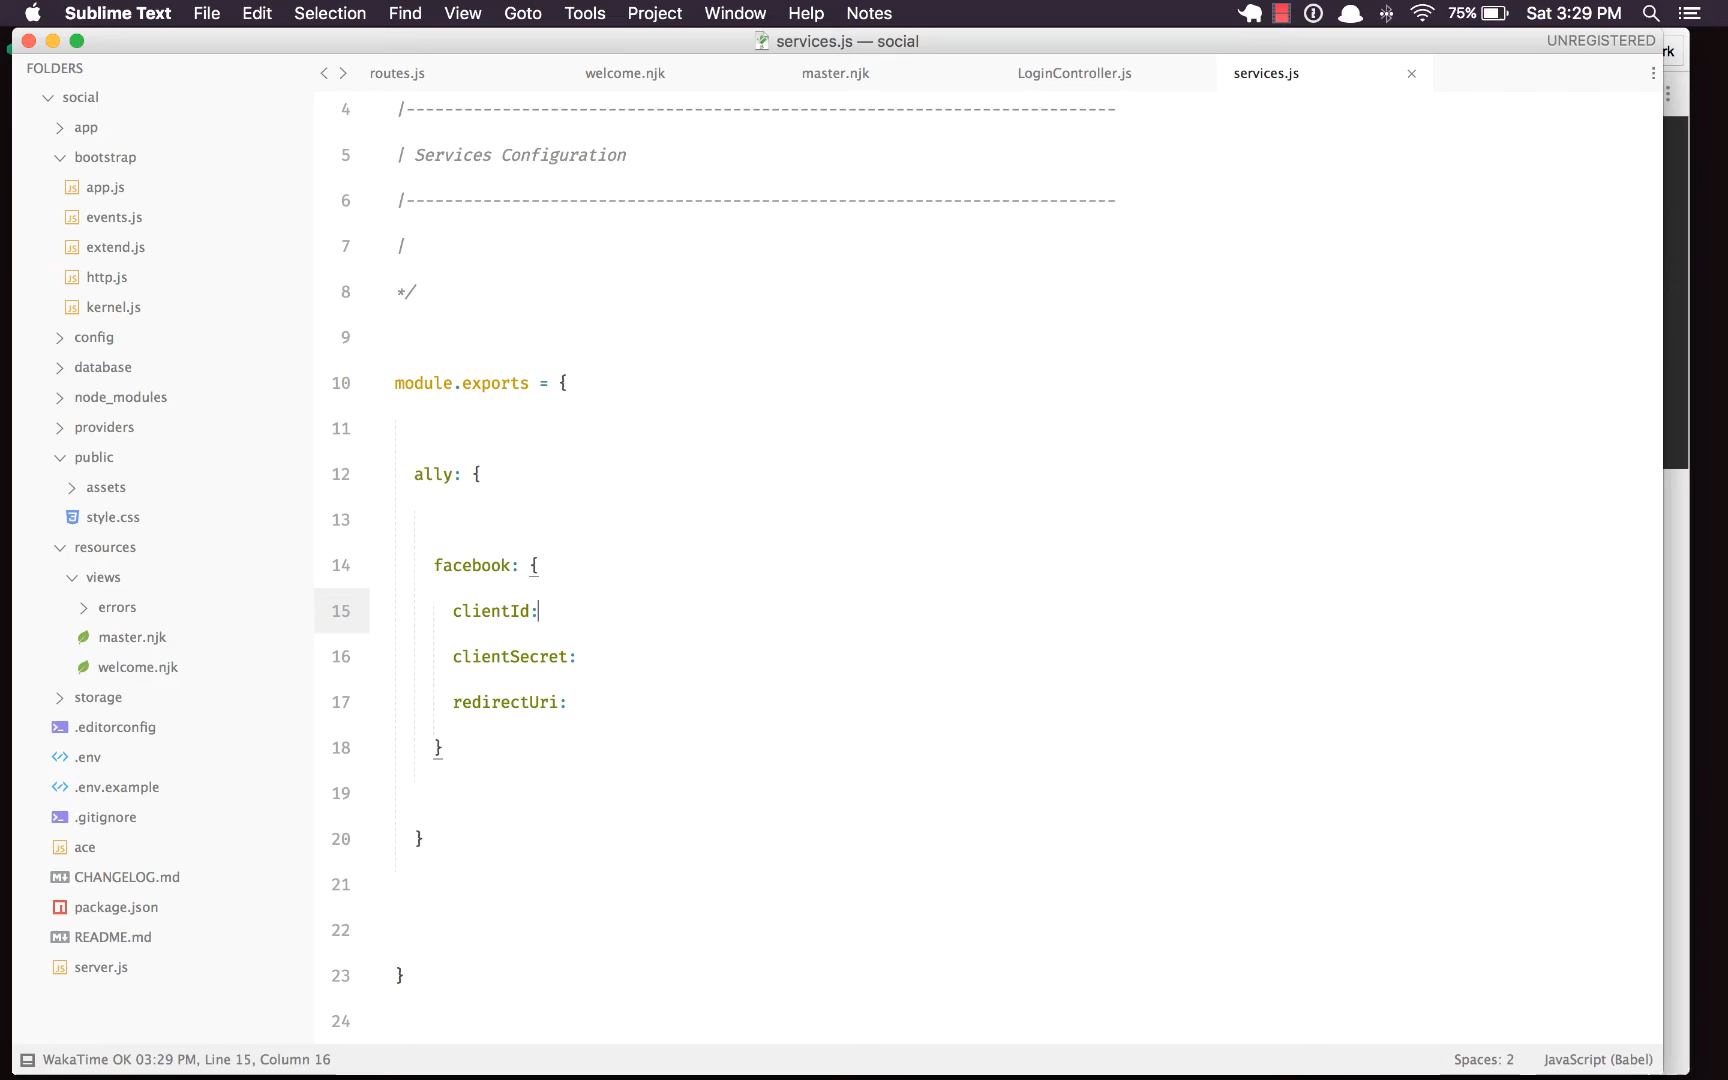 Sublime Text File Edit Selection Find View Goto Tools Project Window Help Notes 75% Sat 3:29 PM
services.js — social UNREGISTERED
rk
FOLDERS
routes.js welcome.njk master.njk LoginController.js services.js
social
app
bootstrap
app.js
events.js
extend.js
http.js
kernel.js
config
database
node_modules
providers
public
assets
style.css
resources
views
errors
master.njk
welcome.njk
storage
.editorconfig
.env
.env.example
.gitignore
ace
CHANGELOG.md
package.json
README.md
server.js
4 |--------------------------------------------------------------------------
5 | Services Configuration
6 |--------------------------------------------------------------------------
7 |
8 */
9
10 module.exports = {
11
12 ally: {
13
14 facebook: {
15 clientId:
16 clientSecret:
17 redirectUri:
18 }
19
20 }
21
22
23 }
24
WakaTime OK 03:29 PM, Line 15, Column 16 Spaces: 2 JavaScript (Babel)